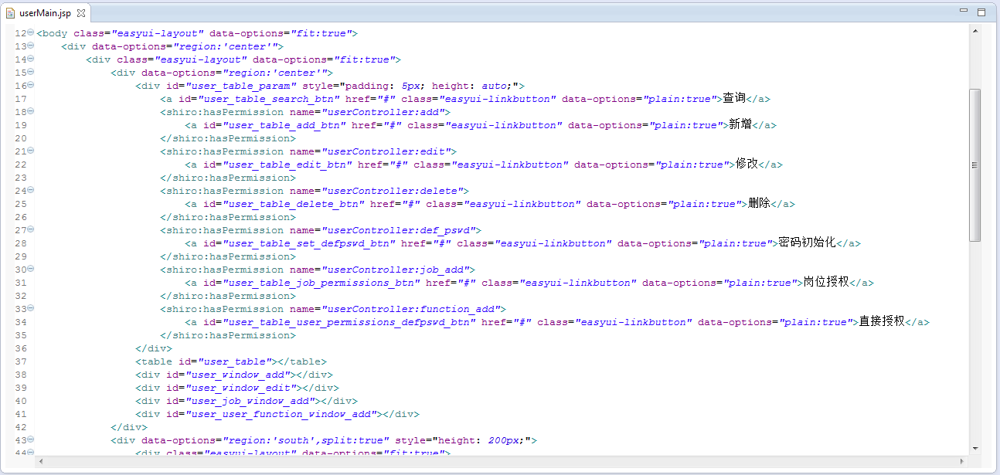 userMain.jsp
12 <body class="easyui-layout" data-options="fit:true">
13 <div data-options="region:'center'">
14 <div class="easyui-layout" data-options="fit:true">
15 <div data-options="region:'center'">
16 <div id="user_table_param" style="padding: 5px; height: auto;">
17 <a id="user_table_search_btn" href="#" class="easyui-linkbutton" data-options="plain:true">查询</a>
18 <shiro:hasPermission name="userController:add">
19 <a id="user_table_add_btn" href="#" class="easyui-linkbutton" data-options="plain:true">新增</a>
20 </shiro:hasPermission>
21 <shiro:hasPermission name="userController:edit">
22 <a id="user_table_edit_btn" href="#" class="easyui-linkbutton" data-options="plain:true">修改</a>
23 </shiro:hasPermission>
24 <shiro:hasPermission name="userController:delete">
25 <a id="user_table_delete_btn" href="#" class="easyui-linkbutton" data-options="plain:true">删除</a>
26 </shiro:hasPermission>
27 <shiro:hasPermission name="userController:def_pswd">
28 <a id="user_table_set_defpswd_btn" href="#" class="easyui-linkbutton" data-options="plain:true">密码初始化</a>
29 </shiro:hasPermission>
30 <shiro:hasPermission name="userController:job_add">
31 <a id="user_table_job_permissions_btn" href="#" class="easyui-linkbutton" data-options="plain:true">岗位授权</a>
32 </shiro:hasPermission>
33 <shiro:hasPermission name="userController:function_add">
34 <a id="user_table_user_permissions_defpswd_btn" href="#" class="easyui-linkbutton" data-options="plain:true">直接授权</a>
35 </shiro:hasPermission>
36 </div>
37 <table id="user_table"></table>
38 <div id="user_window_add"></div>
39 <div id="user_window_edit"></div>
40 <div id="user_job_window_add"></div>
41 <div id="user_user_function_window_add"></div>
42 </div>
43 <div data-options="region:'south',split:true" style="height: 200px;">
44 <div class="easyui-layout" data-options="fit:true">